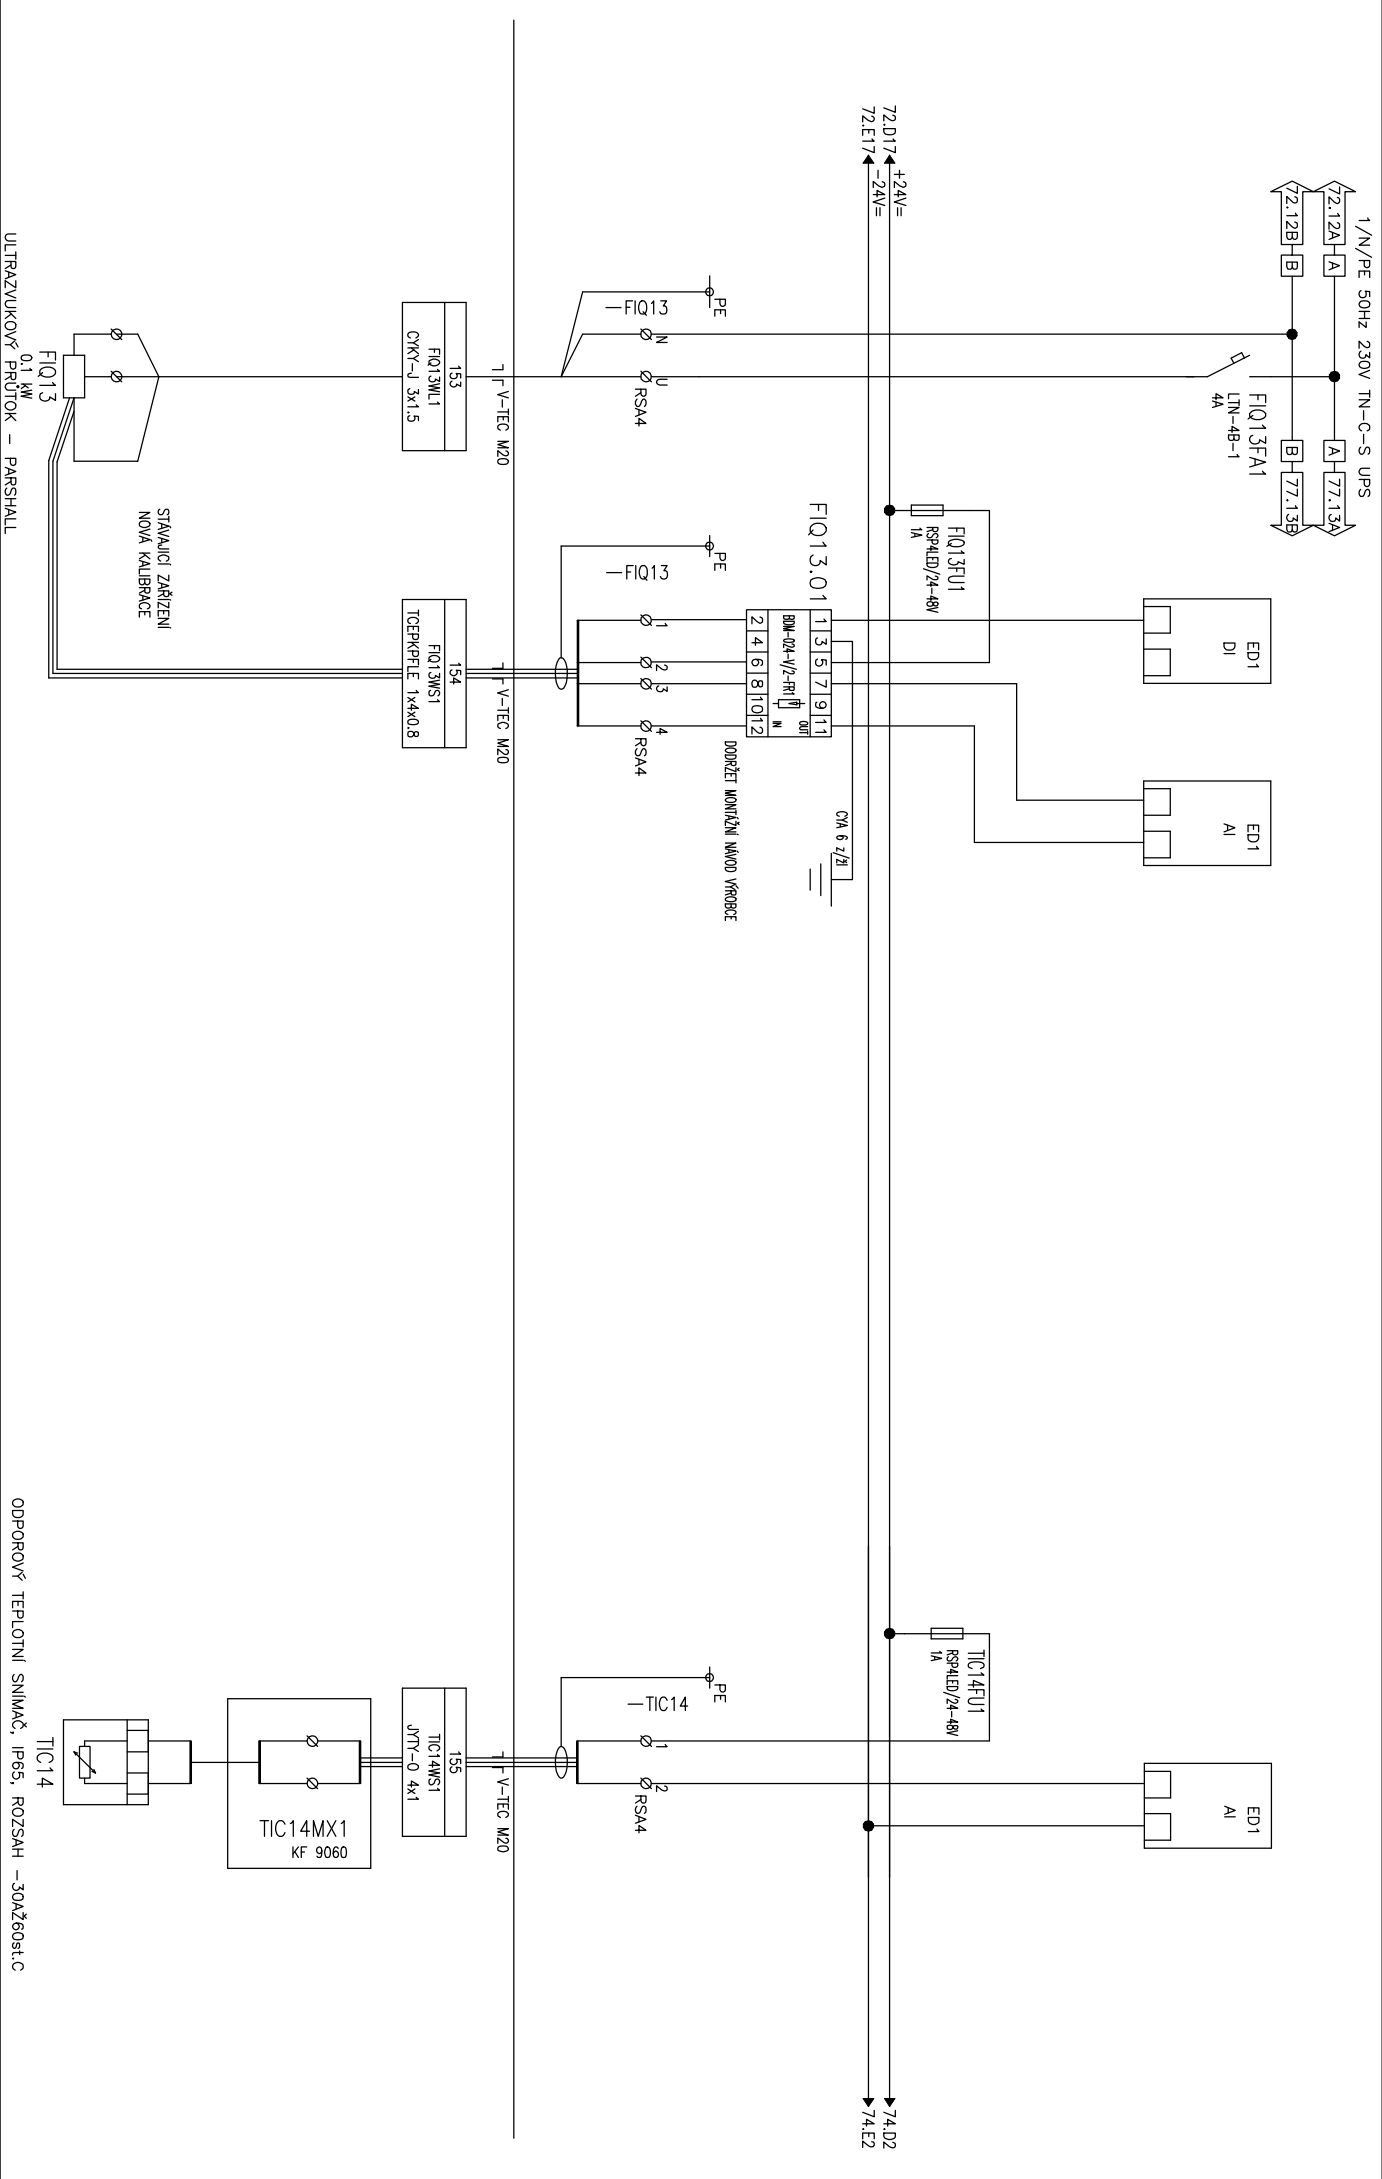 1/N/PE 50Hz 230V TN-C-S UPS
72.12A
A
A
77.13A
72.12B
B
B
77.13B
FIQ13FA1
LTN-4B-1
4A
ED1
DI
ED1
AI
ED1
AI
FIQ13FU1
RSP4LED/24-48V
1A
TIC14FU1
RSP4LED/24-48V
1A
72.D17
+24V=
74.D2
72.E17
-24V=
74.E2
FIQ13.01
1 3 5 7 9 11
OUT
BDM-024-V/2-FR1
IN
2 4 6 8 10 12
CYA 6 z/žl
DODRŽET MONTÁŽNÍ NÁVOD VÝROBCE
PE
-FIQ13
N
U
RSA4
PE
-FIQ13
1
2
3
4
RSA4
PE
-TIC14
1
2
RSA4
V-TEC M20
V-TEC M20
V-TEC M20
153
FIQ13WL1
CYKY-J 3x1.5
154
FIQ13WS1
TCEPKPFLE 1x4x0.8
155
TIC14WS1
JYTY-O 4x1
TIC14MX1
KF 9060
STÁVAJICÍ ZAŘÍZENÍ
NOVÁ KALIBRACE
FIQ13
0.1 kW
ULTRAZVUKOVÝ PRŮTOK - PARSHALL
TIC14
ODPOROVÝ TEPLOTNÍ SNÍMAČ, IP65, ROZSAH -30AŽ60st.C